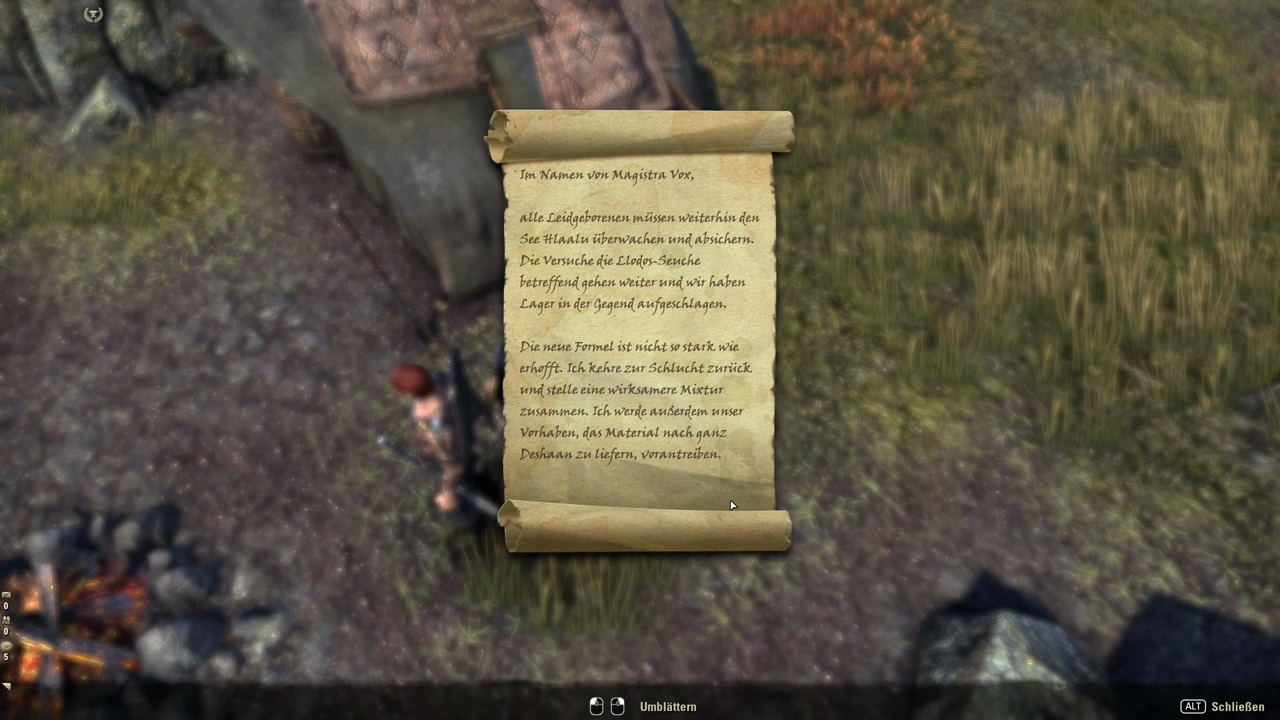 Im Namen von Magistra Vox,
alle Leidgeborenen müssen weiterhin den
See Hlaalu überwachen und absichern.
Die Versuche die Llodos-Seuche
betreffend gehen weiter und wir haben
Lager in der Gegend aufgeschlagen.
Die neue Formel ist nicht so stark wie
erhofft. Ich kehre zur Schlucht zurück
und stelle eine wirksamere Mixtur
zusammen. Ich werde außerdem unser
Vorhaben, das Material nach ganz
Deshaan zu liefern, vorantreiben.
0
0
5
Umblättern
ALT Schließen